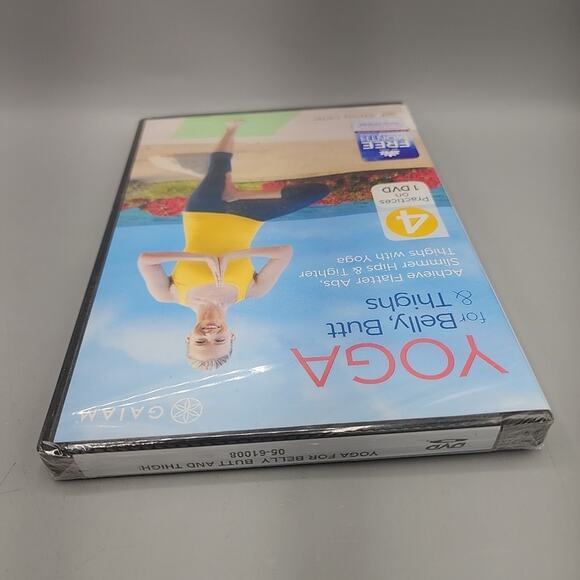 GAIAM
YOGA
for Belly, Butt
& Thighs
Achieve Flatter Abs,
Slimmer Hips & Tighter
Thighs with Yoga
4
Practices
on
1 DVD
FREE
DVD
YOGA FOR BELLY BUTT AND THIGH
05-61008